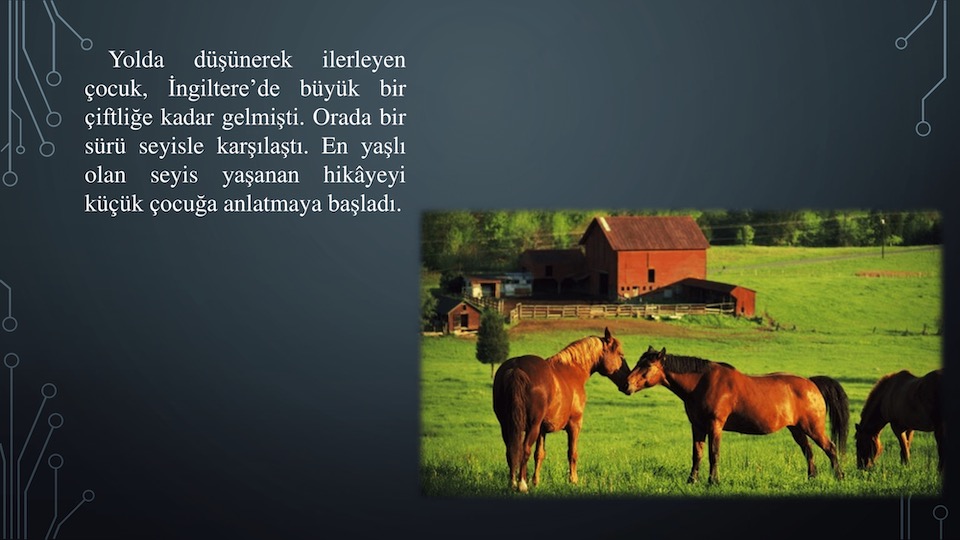 Yolda düşünerek ilerleyen
çocuk, İngiltere’de büyük bir
çiftliğe kadar gelmişti. Orada bir
sürü seyisle karşılaştı. En yaşlı
olan seyis yaşanan hikâyeyi
küçük çocuğa anlatmaya başladı.